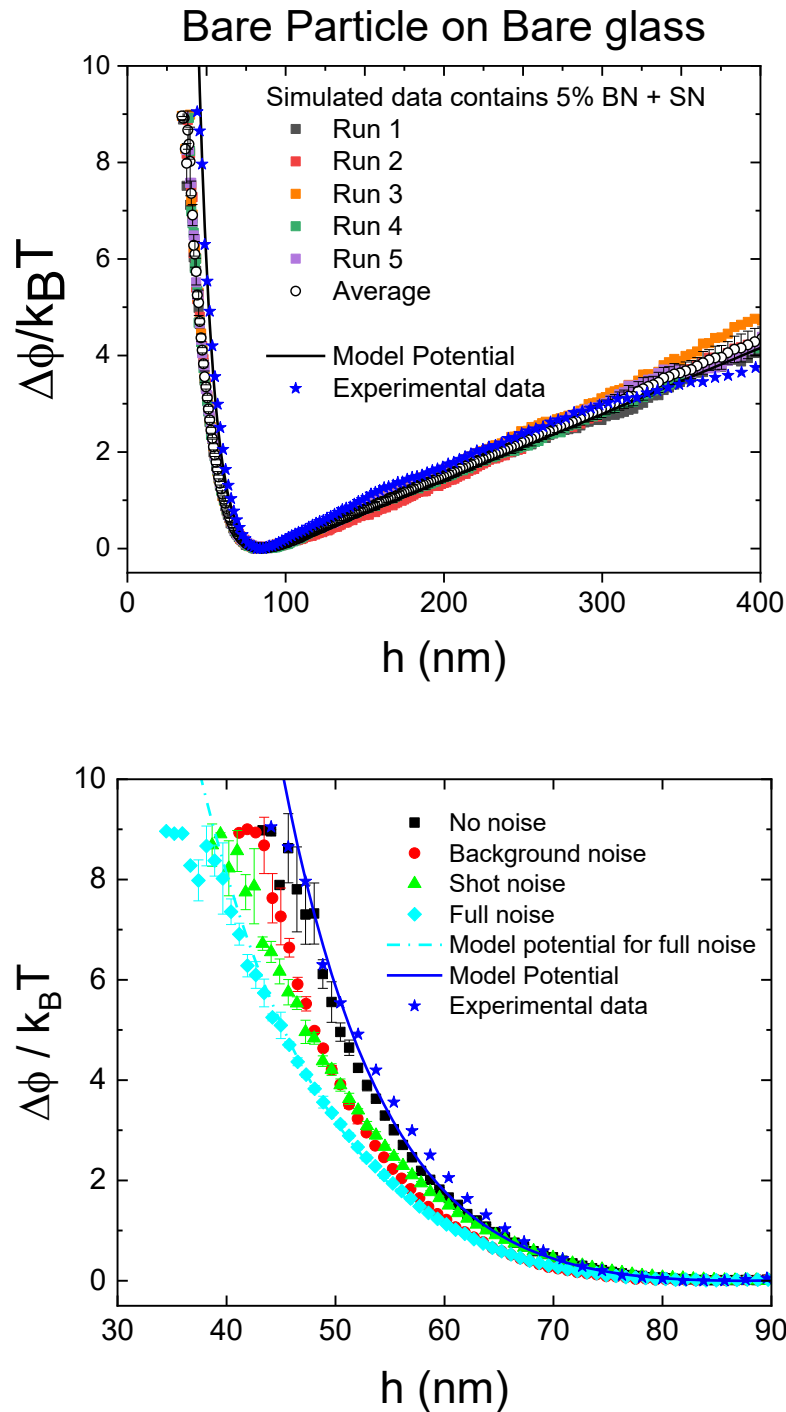 Bare Particle on Bare glass
10
8
6
4
2
0
Δϕ/k_BT
Simulated data contains 5% BN + SN
Run 1
Run 2
Run 3
Run 4
Run 5
Average
Model Potential
Experimental data
0 100 200 300 400
h (nm)
10
8
6
4
2
0
Δϕ / k_BT
No noise
Background noise
Shot noise
Full noise
Model potential for full noise
Model Potential
Experimental data
30 40 50 60 70 80 90
h (nm)